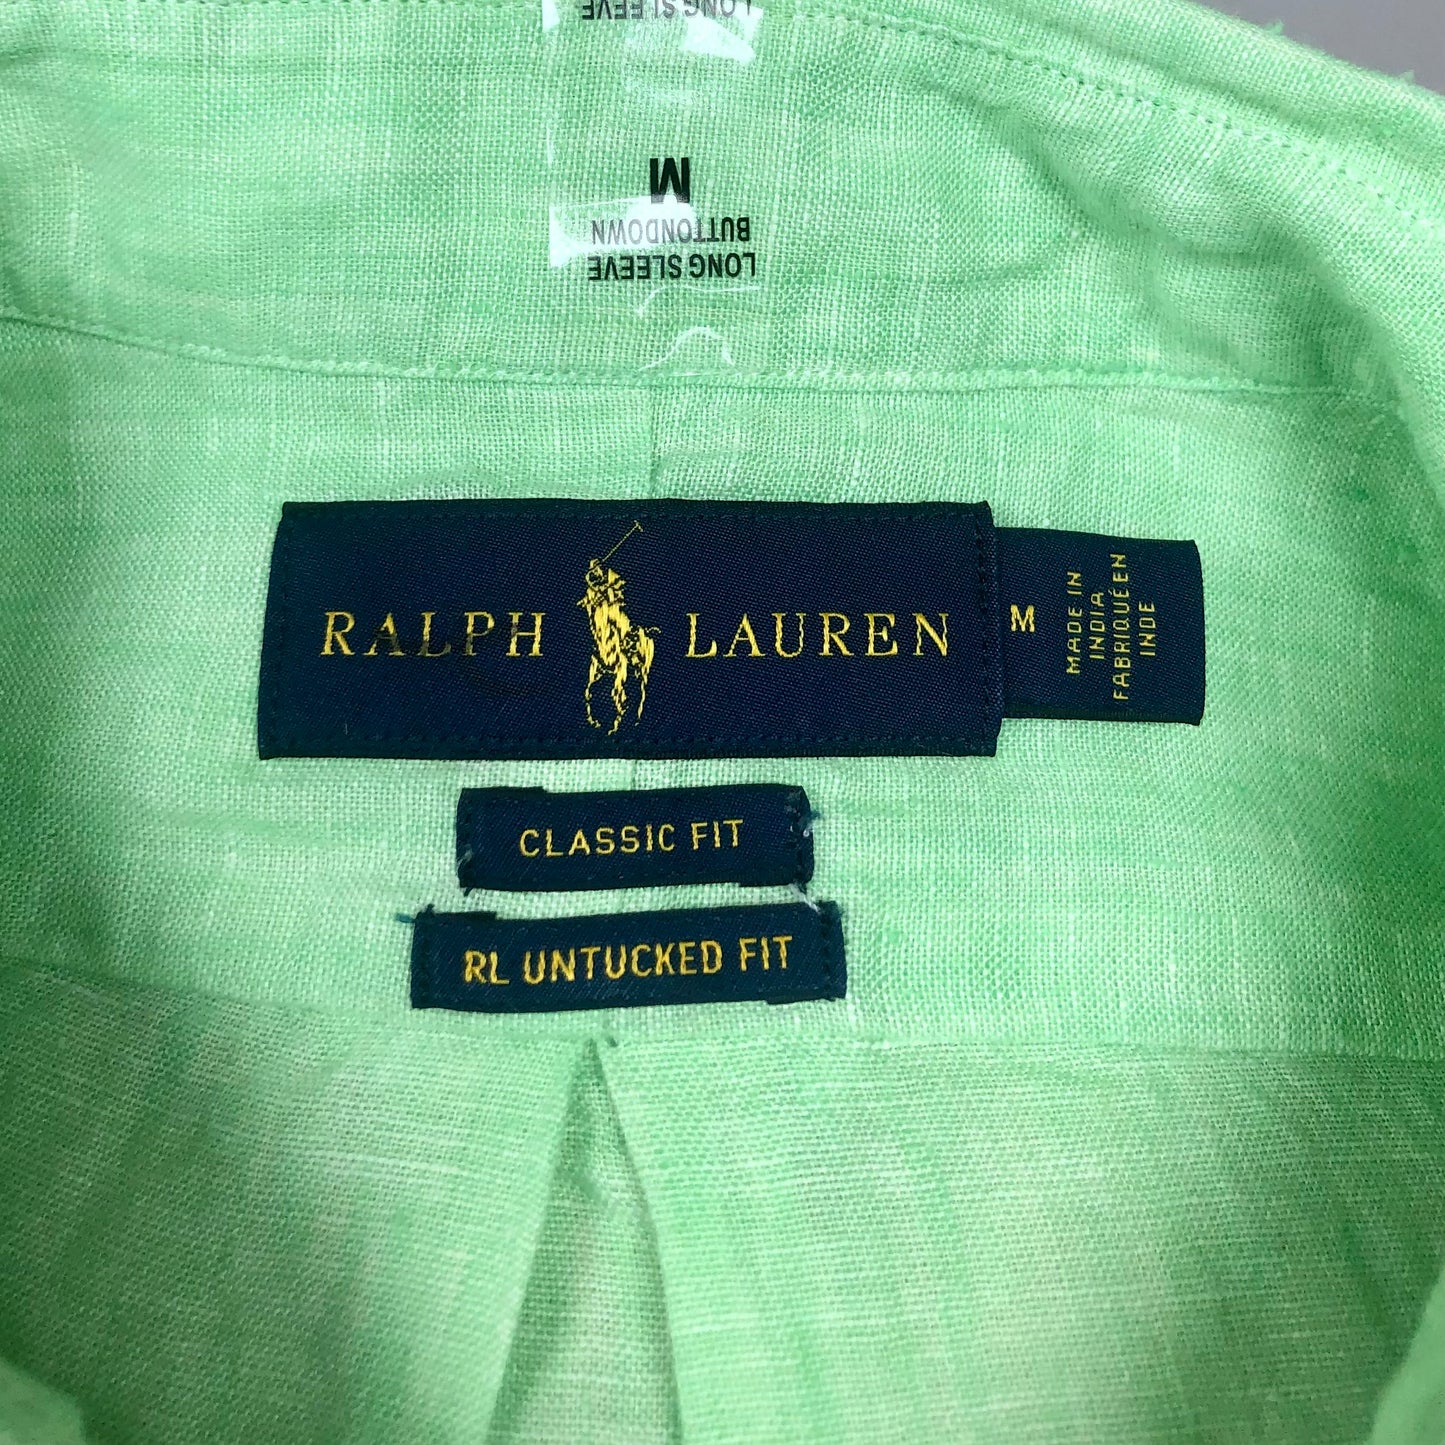 LONG SLEEVE
M
BUTTONDOWN
LONG SLEEVE
RALPH LAUREN
M
MADE IN
INDIA
FABRIQUÉ EN
INDE
CLASSIC FIT
RL UNTUCKED FIT